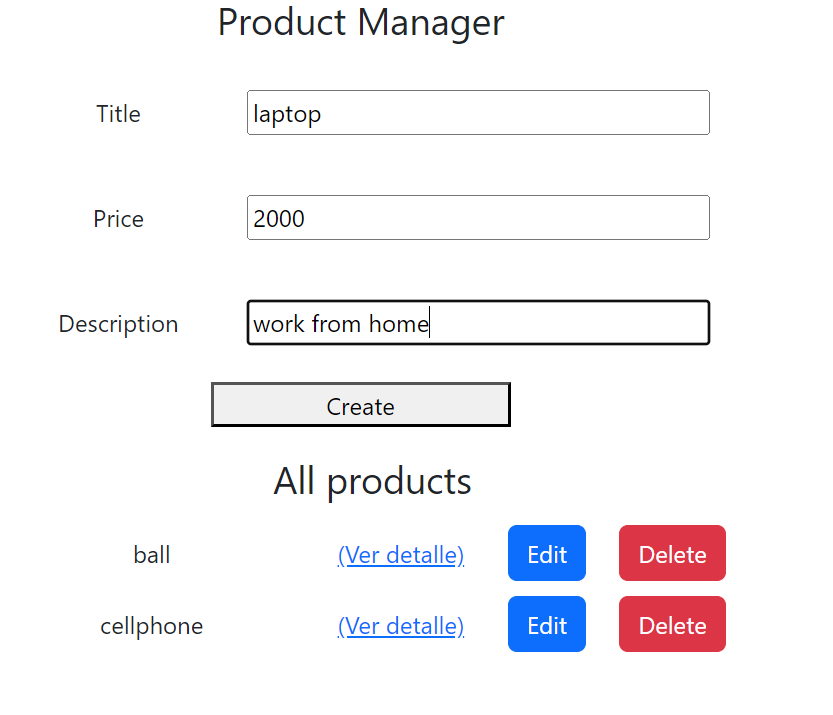 Product Manager
Title laptop
Price 2000
Description work from home
Create
All products
ball (Ver detalle) Edit Delete
cellphone (Ver detalle) Edit Delete